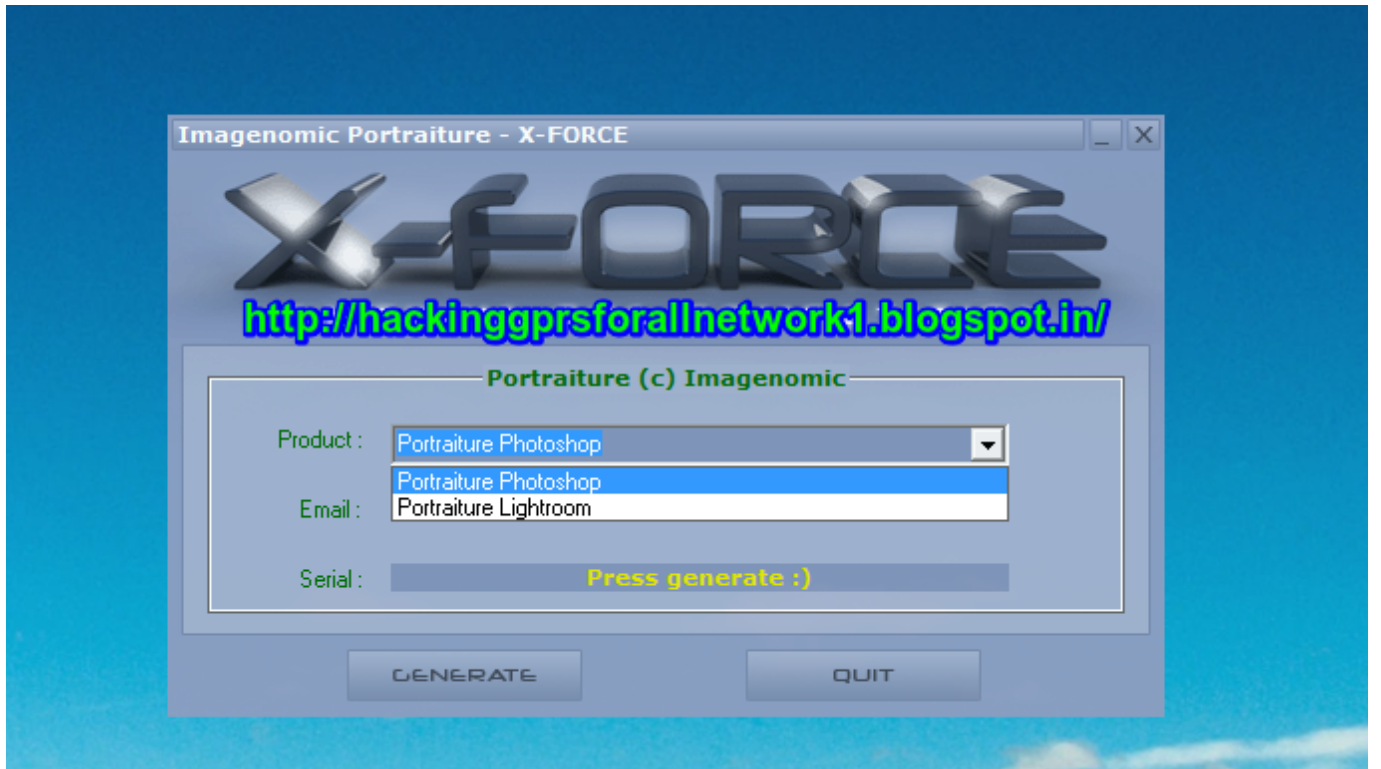 Imagenomic Portraiture - X-FORCE
X-FORCE
http://hackinggprsforallnetwork1.blogspot.in/
Portraiture (c) Imagenomic
Product : Portraiture Photoshop
Portraiture Photoshop
Portraiture Lightroom
Email :
Serial : Press generate :)
GENERATE QUIT